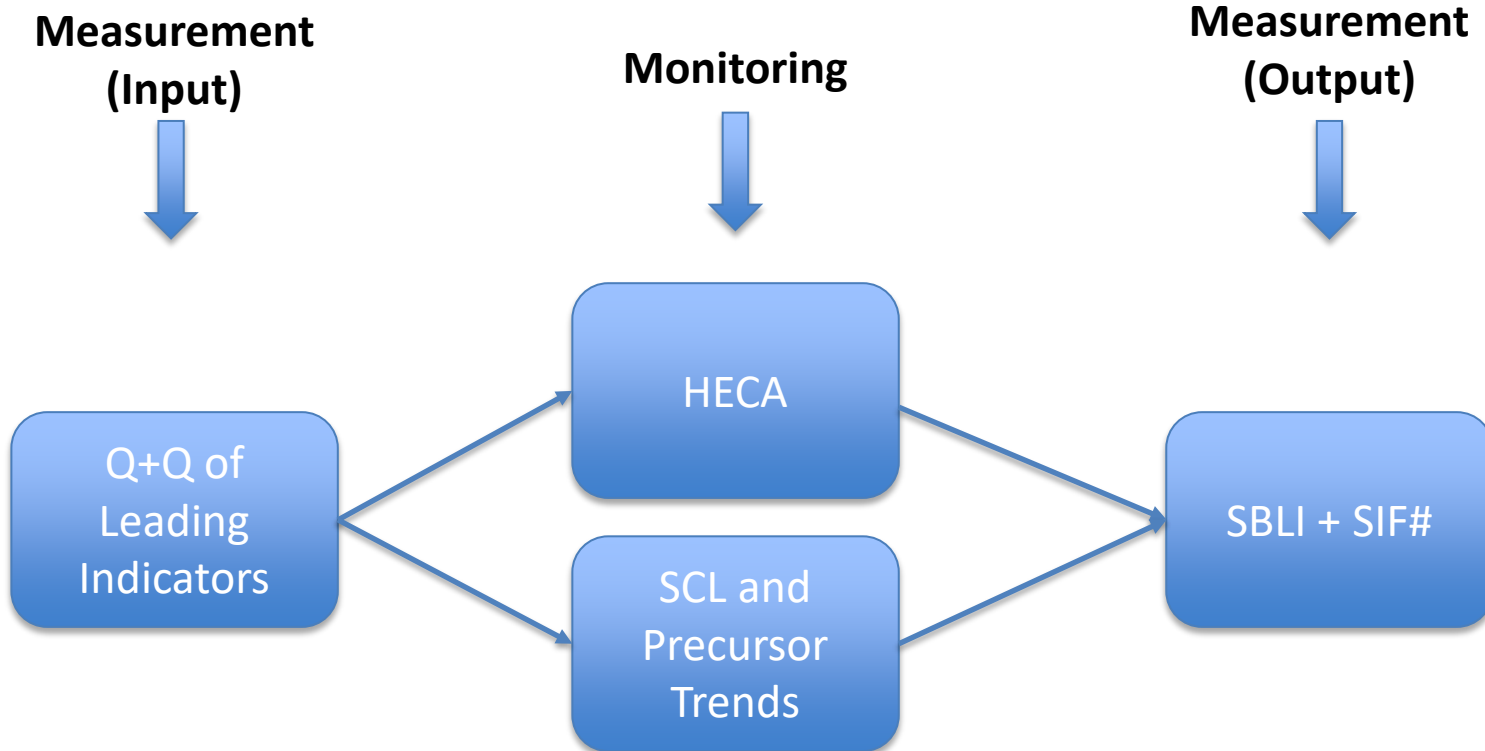 Measurement
(Input)
Monitoring
Measurement
(Output)
Q+Q of
Leading
Indicators
HECA
SCL and
Precursor
Trends
SBLI + SIF#